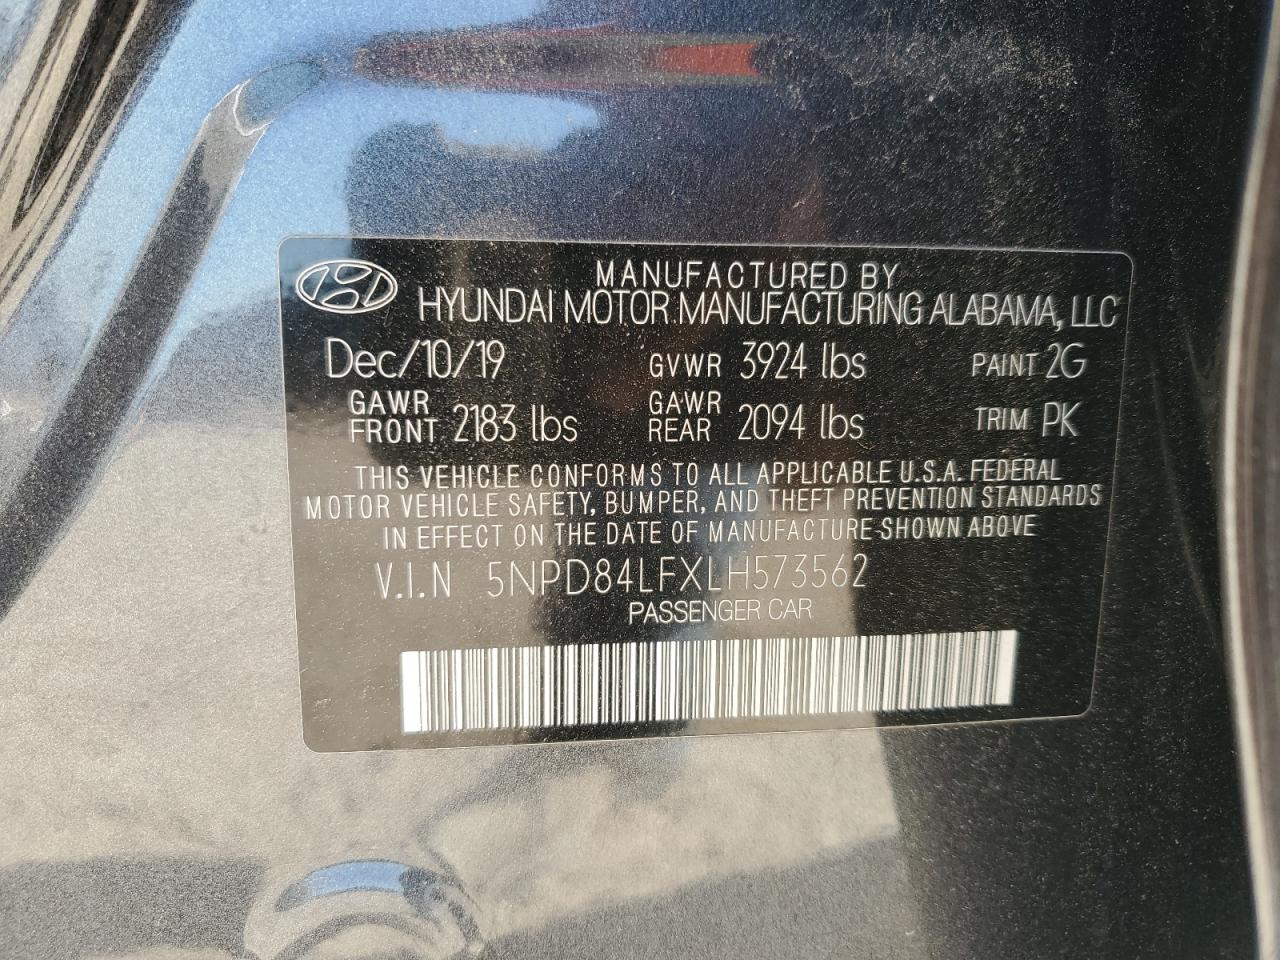 MANUFACTURED BY
HYUNDAI MOTOR MANUFACTURING ALABAMA, LLC
Dec/10/19 GVWR 3924 lbs PAINT 2G
GAWR FRONT 2183 lbs GAWR REAR 2094 lbs TRIM PK
THIS VEHICLE CONFORMS TO ALL APPLICABLE U.S.A. FEDERAL
MOTOR VEHICLE SAFETY, BUMPER, AND THEFT PREVENTION STANDARDS
IN EFFECT ON THE DATE OF MANUFACTURE SHOWN ABOVE
V.I.N 5NPD84LFXLH573562
PASSENGER CAR